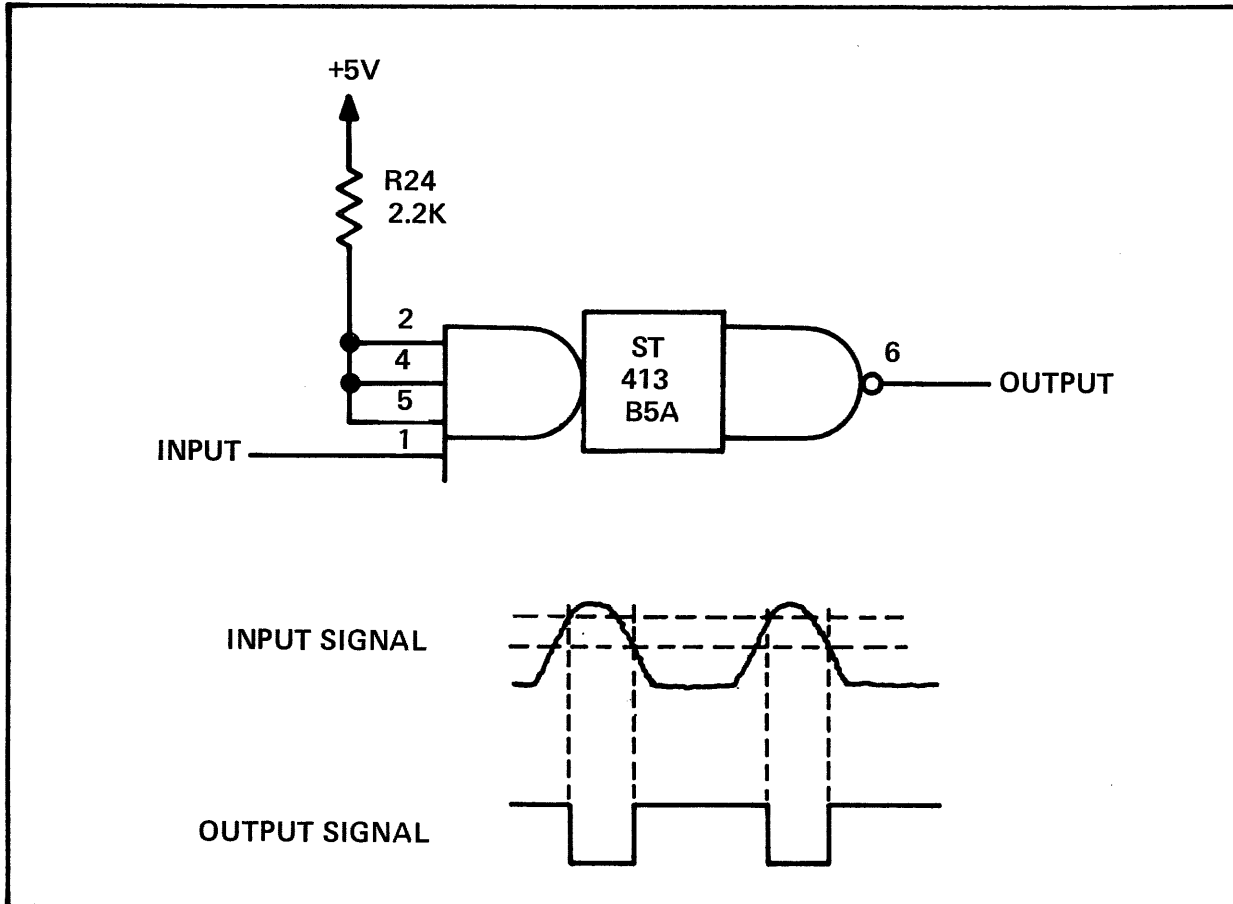 +5V
R24
2.2K
2
4
5
1
INPUT
ST
413
B5A
6
OUTPUT
INPUT SIGNAL
OUTPUT SIGNAL